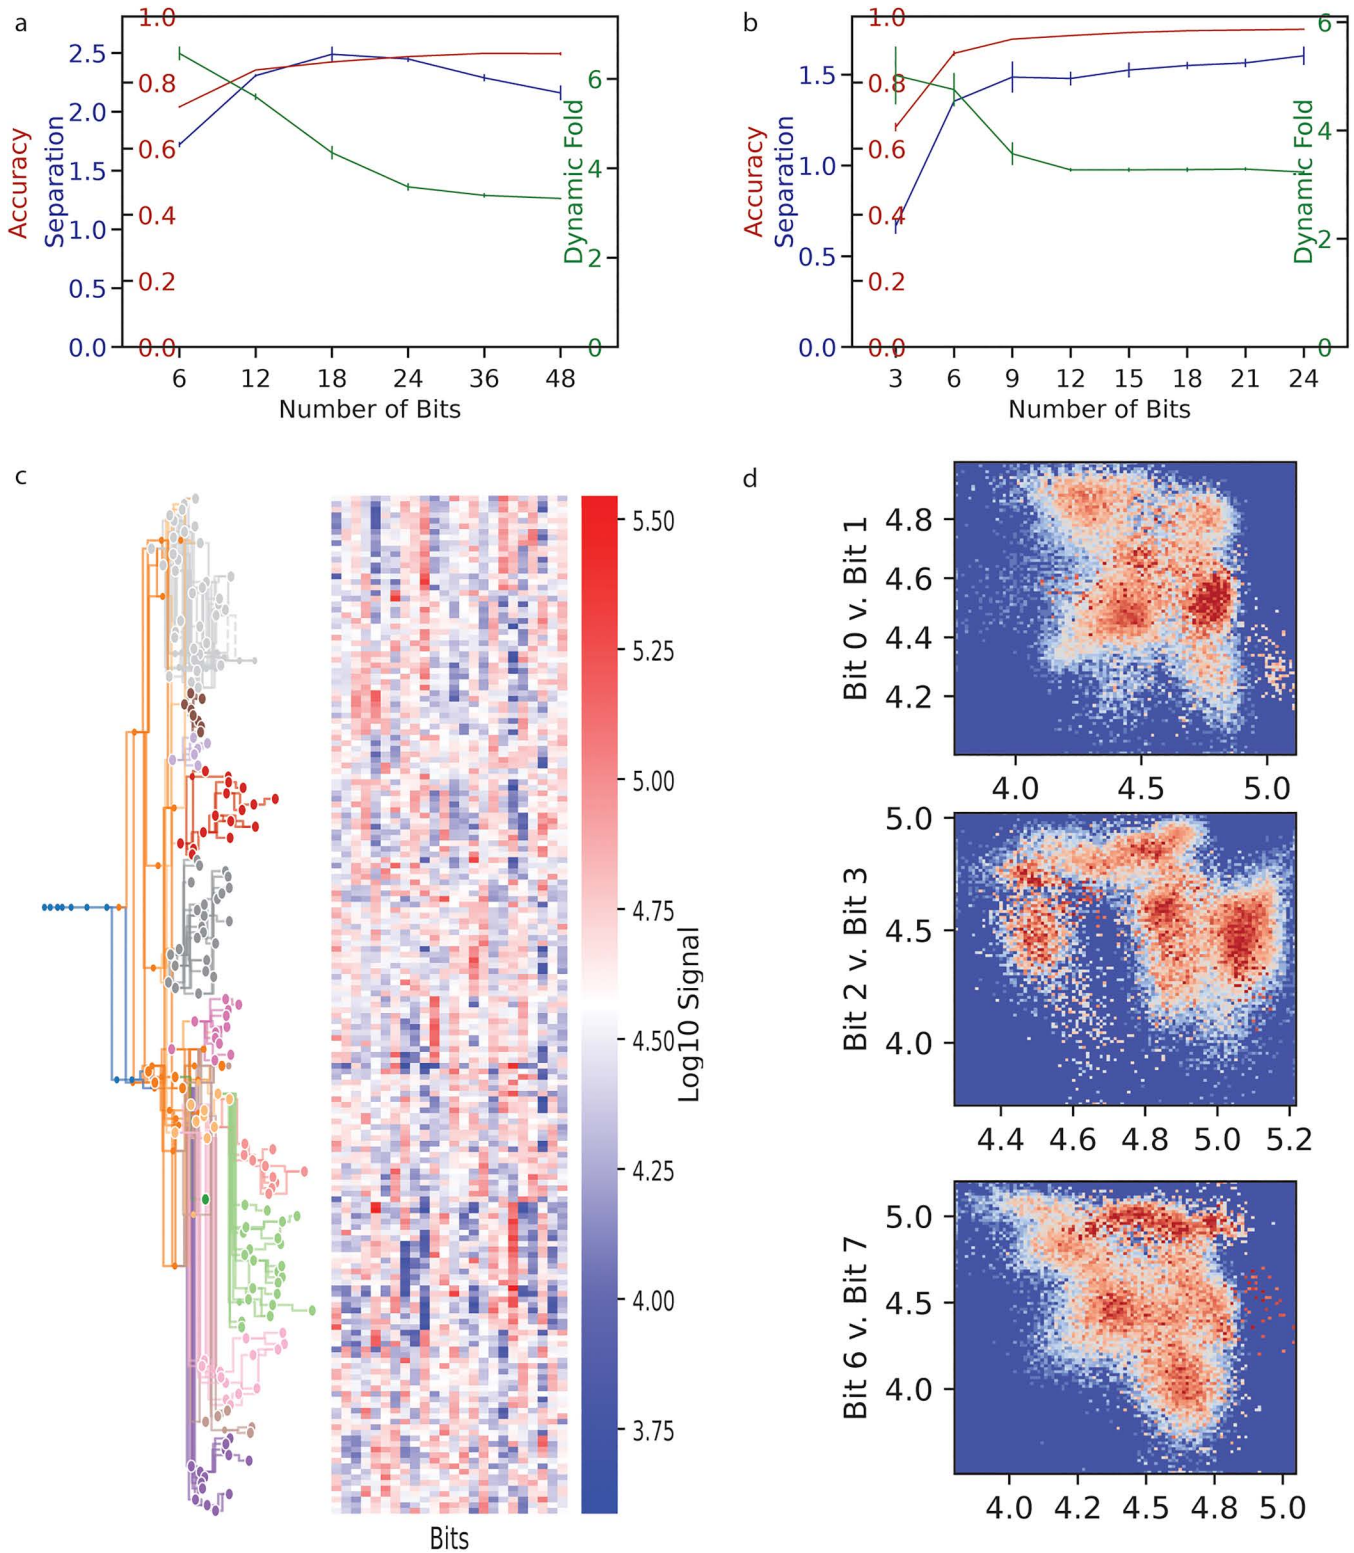 a
Accuracy
Separation
2.5
2.0
1.5
1.0
0.5
0.0
1.0
0.8
0.6
0.4
0.2
0.0
6
4
2
0
Dynamic Fold
6 12 18 24 36 48
Number of Bits
b
Accuracy
Separation
1.5
1.0
0.5
0.0
1.0
0.8
0.6
0.4
0.2
0.0
6
4
2
0
Dynamic Fold
3 6 9 12 15 18 21 24
Number of Bits
c
5.50
5.25
5.00
4.75
4.50
4.25
4.00
3.75
Log10 Signal
Bits
d
Bit 0 v. Bit 1
4.8
4.6
4.4
4.2
4.0 4.5 5.0
Bit 2 v. Bit 3
5.0
4.5
4.0
4.4 4.6 4.8 5.0 5.2
Bit 6 v. Bit 7
5.0
4.5
4.0
4.0 4.2 4.5 4.8 5.0